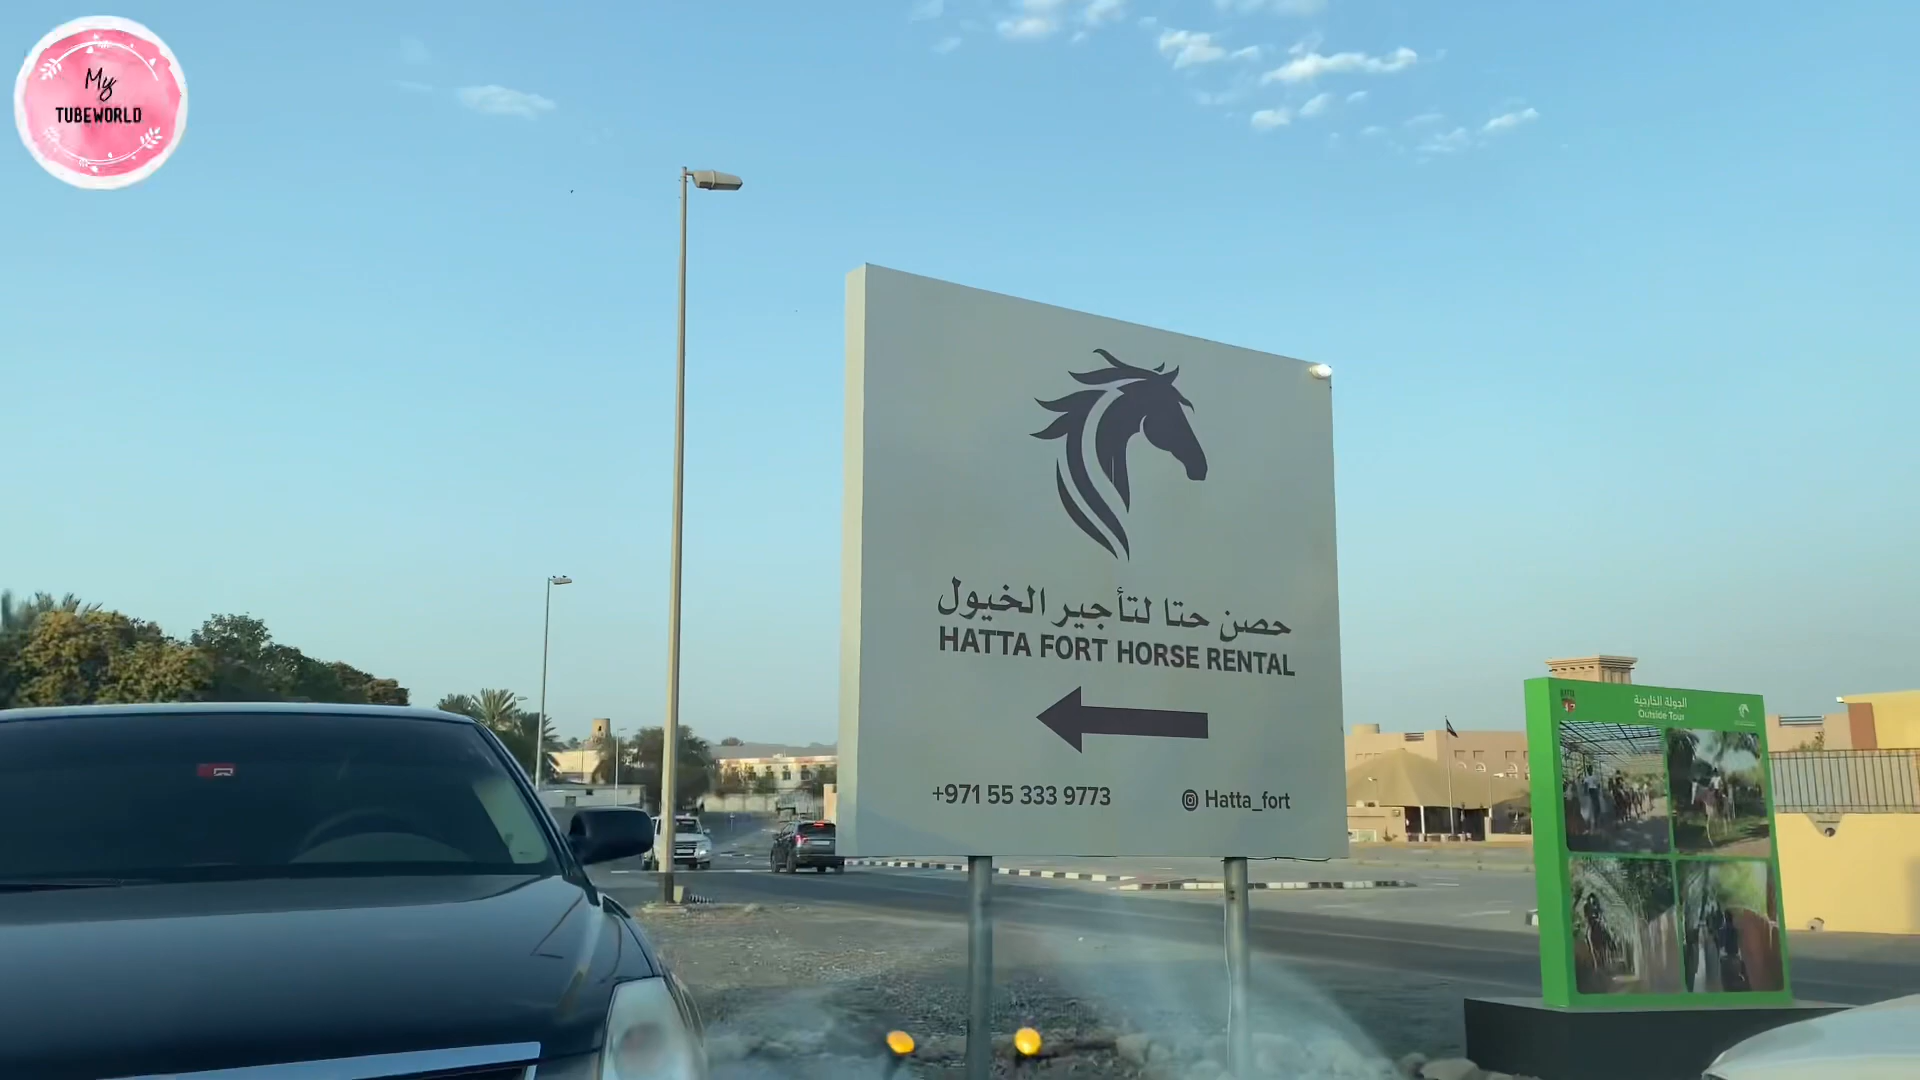 My
TUBEWORLD
حصن حتا لتأجير الخيول
HATTA FORT HORSE RENTAL
+971 55 333 9773
Hatta_fort
الجولة الخارجية
Outside Tour